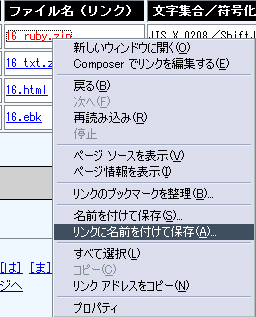 ファイル名（リンク） 文字集合／符号化
16_ruby.zip JIS X 0208／Shift
新しいウィンドウに開く(O)
Composer でリンクを編集する(E)
16_txt.z
戻る(B)
16.html
次へ(F)
再読み込み(R)
16.ebk
停止
ページ ソースを表示(V)
ページ情報を表示(I)
リンクのブックマークを整理(B)...
名前を付けて保存(S)...
リンクに名前を付けて保存(A)...
すべて選択(L)
[は] [ま]
コピー(C)
ジへ
リンク アドレスをコピー(N)
プロパティ